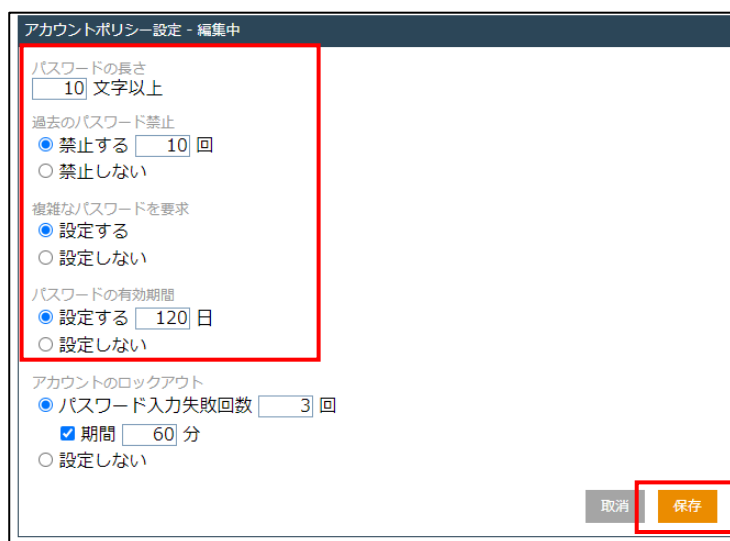 アカウントポリシー設定 - 編集中
パスワードの長さ
10 文字以上
過去のパスワード禁止
禁止する 10 回
禁止しない
複雑なパスワードを要求
設定する
設定しない
パスワードの有効期間
設定する 120 日
設定しない
アカウントのロックアウト
パスワード入力失敗回数 3 回
期間 60 分
設定しない
取消 保存